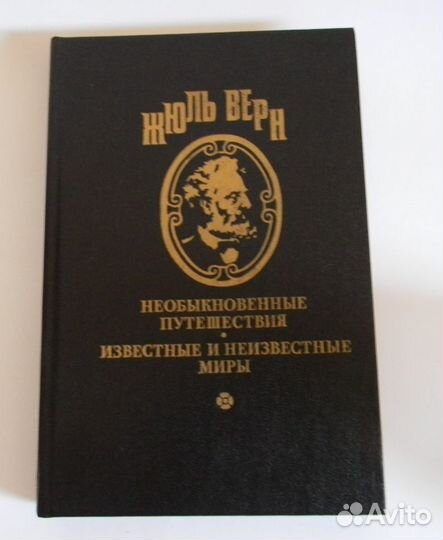 ЖЮЛЬ ВЕРН
НЕОБЫКНОВЕННЫЕ
ПУТЕШЕСТВИЯ
ИЗВЕСТНЫЕ И НЕИЗВЕСТНЫЕ
МИРЫ
Avito